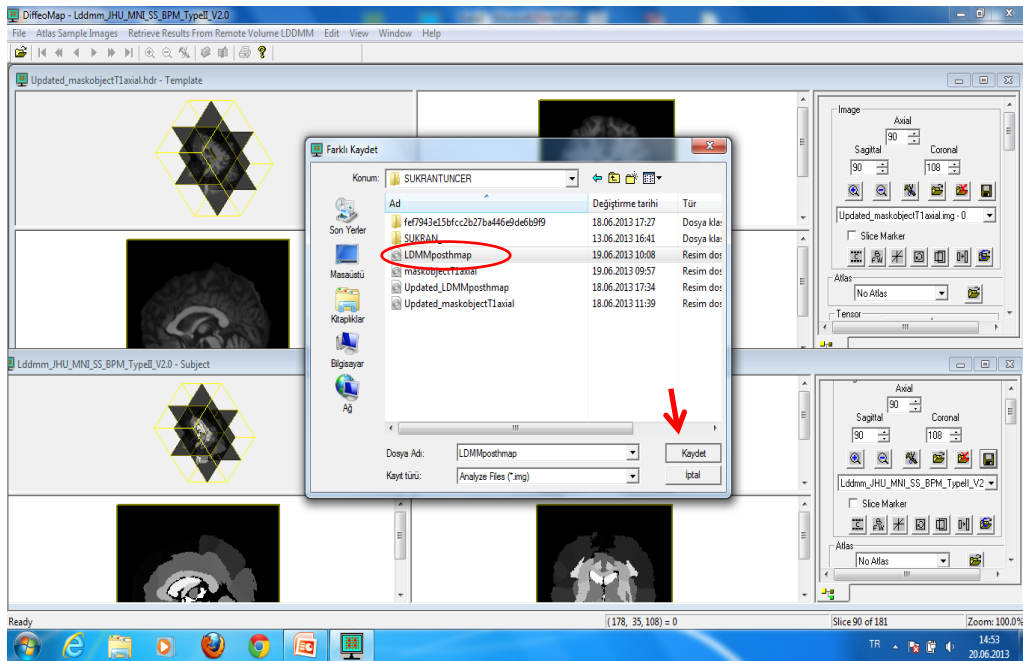 DiffeoMap - Lddmm_JHU_MNI_SS_BPM_TypeII_V2.0
File Atlas Sample Images Retrieve Results From Remote Volume LDDMM Edit View Window Help
Updated_maskobjectT1axial.hdr - Template
Image
Axial
90
Sagittal Coronal
90 108
Updated_maskobjectT1axial.img - 0
Slice Marker
Atlas
No Atlas
Tensor
Farklı Kaydet
Konum: SUKRANTUNCER
Ad Değiştirme tarihi Tür
fef7943e15bfcc2b27ba446e9de6b9f9 18.06.2013 17:27 Dosya klas
SUKRAN_ 13.06.2013 16:41 Dosya klas
LDMMposthmap 19.06.2013 10:08 Resim dos
maskobjectT1axial 19.06.2013 09:57 Resim dos
Updated_LDMMposthmap 18.06.2013 17:34 Resim dos
Updated_maskobjectT1axial 18.06.2013 11:39 Resim dos
Son Yerler
Masaüstü
Kitaplıklar
Bilgisayar
Ağ
Dosya Adı: LDMMposthmap Kaydet
Kayıt türü: Analyze Files (*.img) İptal
Lddmm_JHU_MNI_SS_BPM_TypeII_V2.0 - Subject
Axial
90
Sagittal Coronal
90 108
Lddmm_JHU_MNI_SS_BPM_TypeII_V2
Slice Marker
Atlas
No Atlas
Ready (178, 35, 108) = 0 Slice 90 of 181 Zoom: 100.0%
TR 14:53
20.06.2013